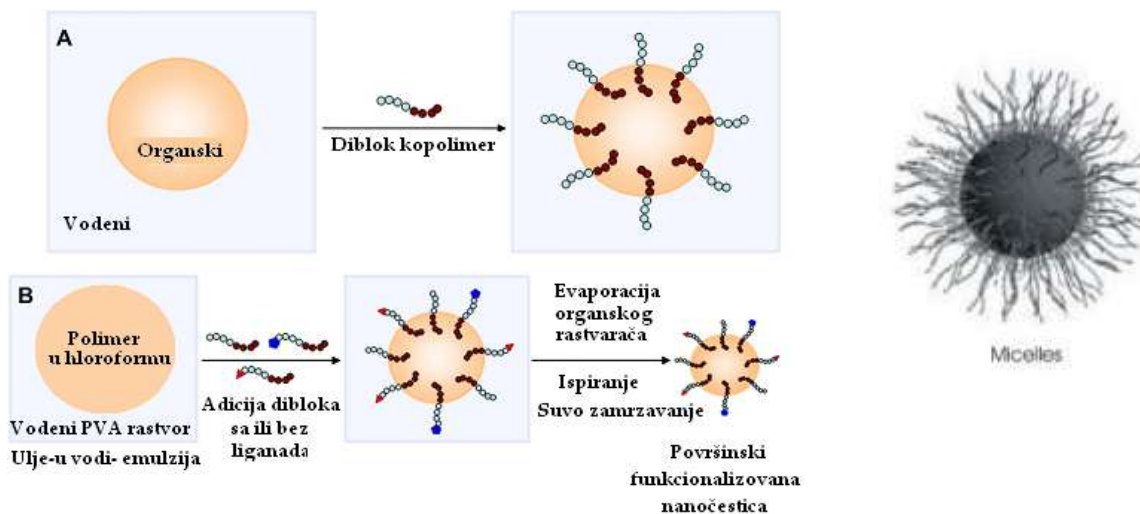 A
Organski
Vodeni
Diblok kopolimer
B
Polimer
u hloroformu
Vodeni PVA rastvor
Ulje-u vodi- emulzija
Adicija dibloka
sa ili bez
liganada
Evaporacija
organskog
rastvarača
Ispiranje
Suvo zamrzavanje
Površinski
funkcionalizovana
nanočestica
Micelles